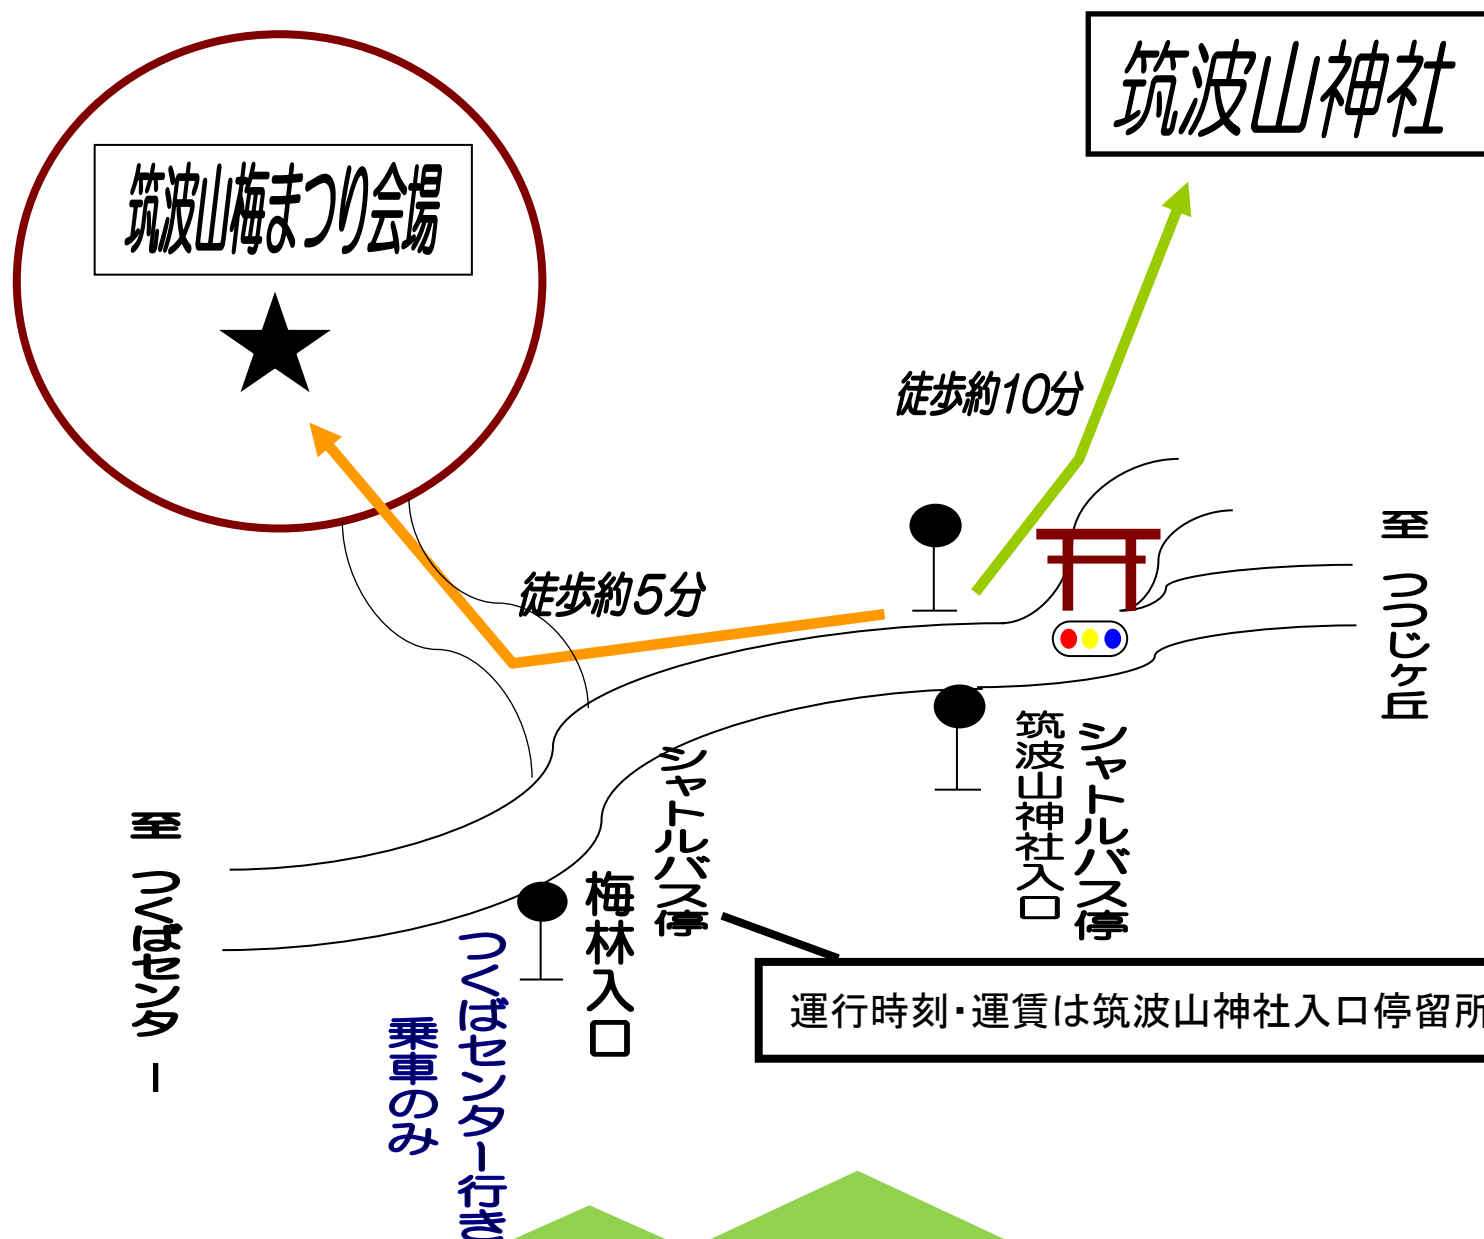 筑波山神社
筑波山梅まつり会場
徒歩約10分
徒歩約5分
至 つつじヶ丘
シャトルバス停
筑波山神社入口
シャトルバス停
梅林入口
至 つくばセンター
つくばセンター行き
乗車のみ
運行時刻・運賃は筑波山神社入口停留所